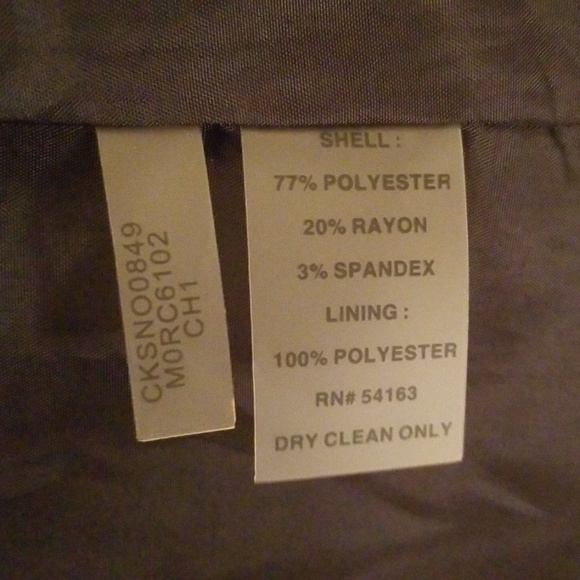 CKSNO0849
M0RC6102
CH1
SHELL :
77% POLYESTER
20% RAYON
3% SPANDEX
LINING :
100% POLYESTER
RN# 54163
DRY CLEAN ONLY